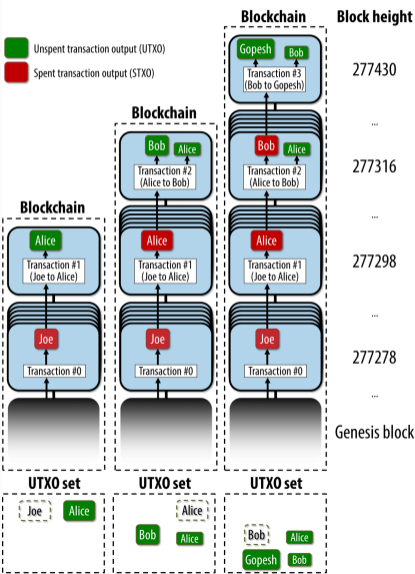 Blockchain
Block height
Unspent transaction output (UTXO)
Spent transaction output (STXO)
Gopesh
Bob
Transaction #3
(Bob to Gopesh)
277430
Blockchain
...
Bob
Alice
Transaction #2
(Alice to Bob)
Bob
Alice
Transaction #2
(Alice to Bob)
277316
Blockchain
...
Alice
Transaction #1
(Joe to Alice)
Alice
Transaction #1
(Joe to Alice)
Alice
Transaction #1
(Joe to Alice)
277298
...
Joe
Transaction #0
Joe
Transaction #0
Joe
Transaction #0
277278
...
Genesis block
UTXO set
UTXO set
UTXO set
Joe
Alice
Alice
Bob
Alice
Bob
Alice
Gopesh
Bob